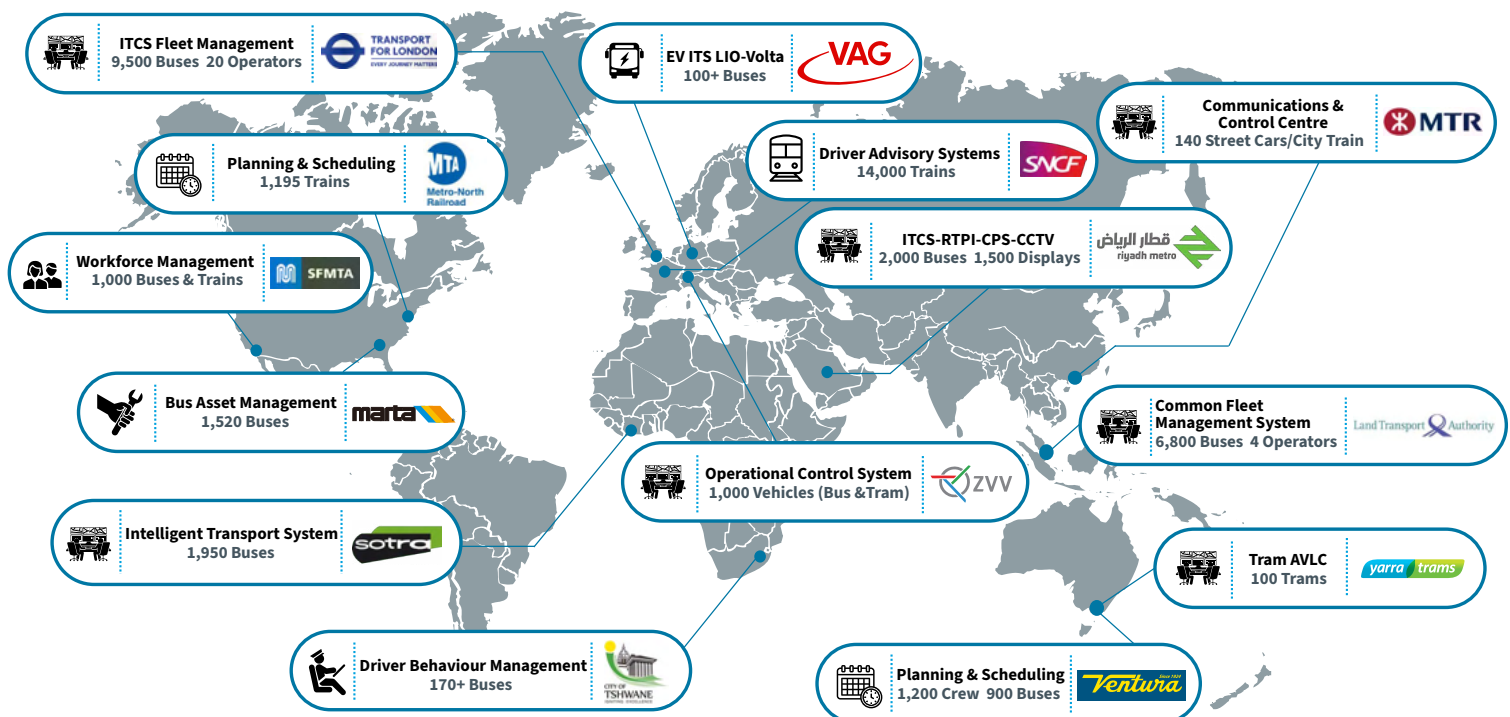 ITCS Fleet Management
9,500 Buses 20 Operators
TRANSPORT
FOR LONDON
EVERY JOURNEY MATTERS
EV ITS LIO-Volta
100+ Buses
VAG
Communications &
Control Centre
140 Street Cars/City Train
MTR
Planning & Scheduling
1,195 Trains
MTA
Metro-North
Railroad
Driver Advisory Systems
14,000 Trains
SNCF
ITCS-RTPI-CPS-CCTV
2,000 Buses 1,500 Displays
قطار الرياض
riyadh metro
Workforce Management
1,000 Buses & Trains
SFMTA
Bus Asset Management
1,520 Buses
marta
Common Fleet
Management System
6,800 Buses 4 Operators
Land Transport Authority
Operational Control System
1,000 Vehicles (Bus &Tram)
ZVV
Intelligent Transport System
1,950 Buses
sotra
Tram AVLC
100 Trams
yarra trams
Driver Behaviour Management
170+ Buses
CITY OF
TSHWANE
IGNITING EXCELLENCE
Planning & Scheduling
1,200 Crew 900 Buses
Since 1924
Ventura